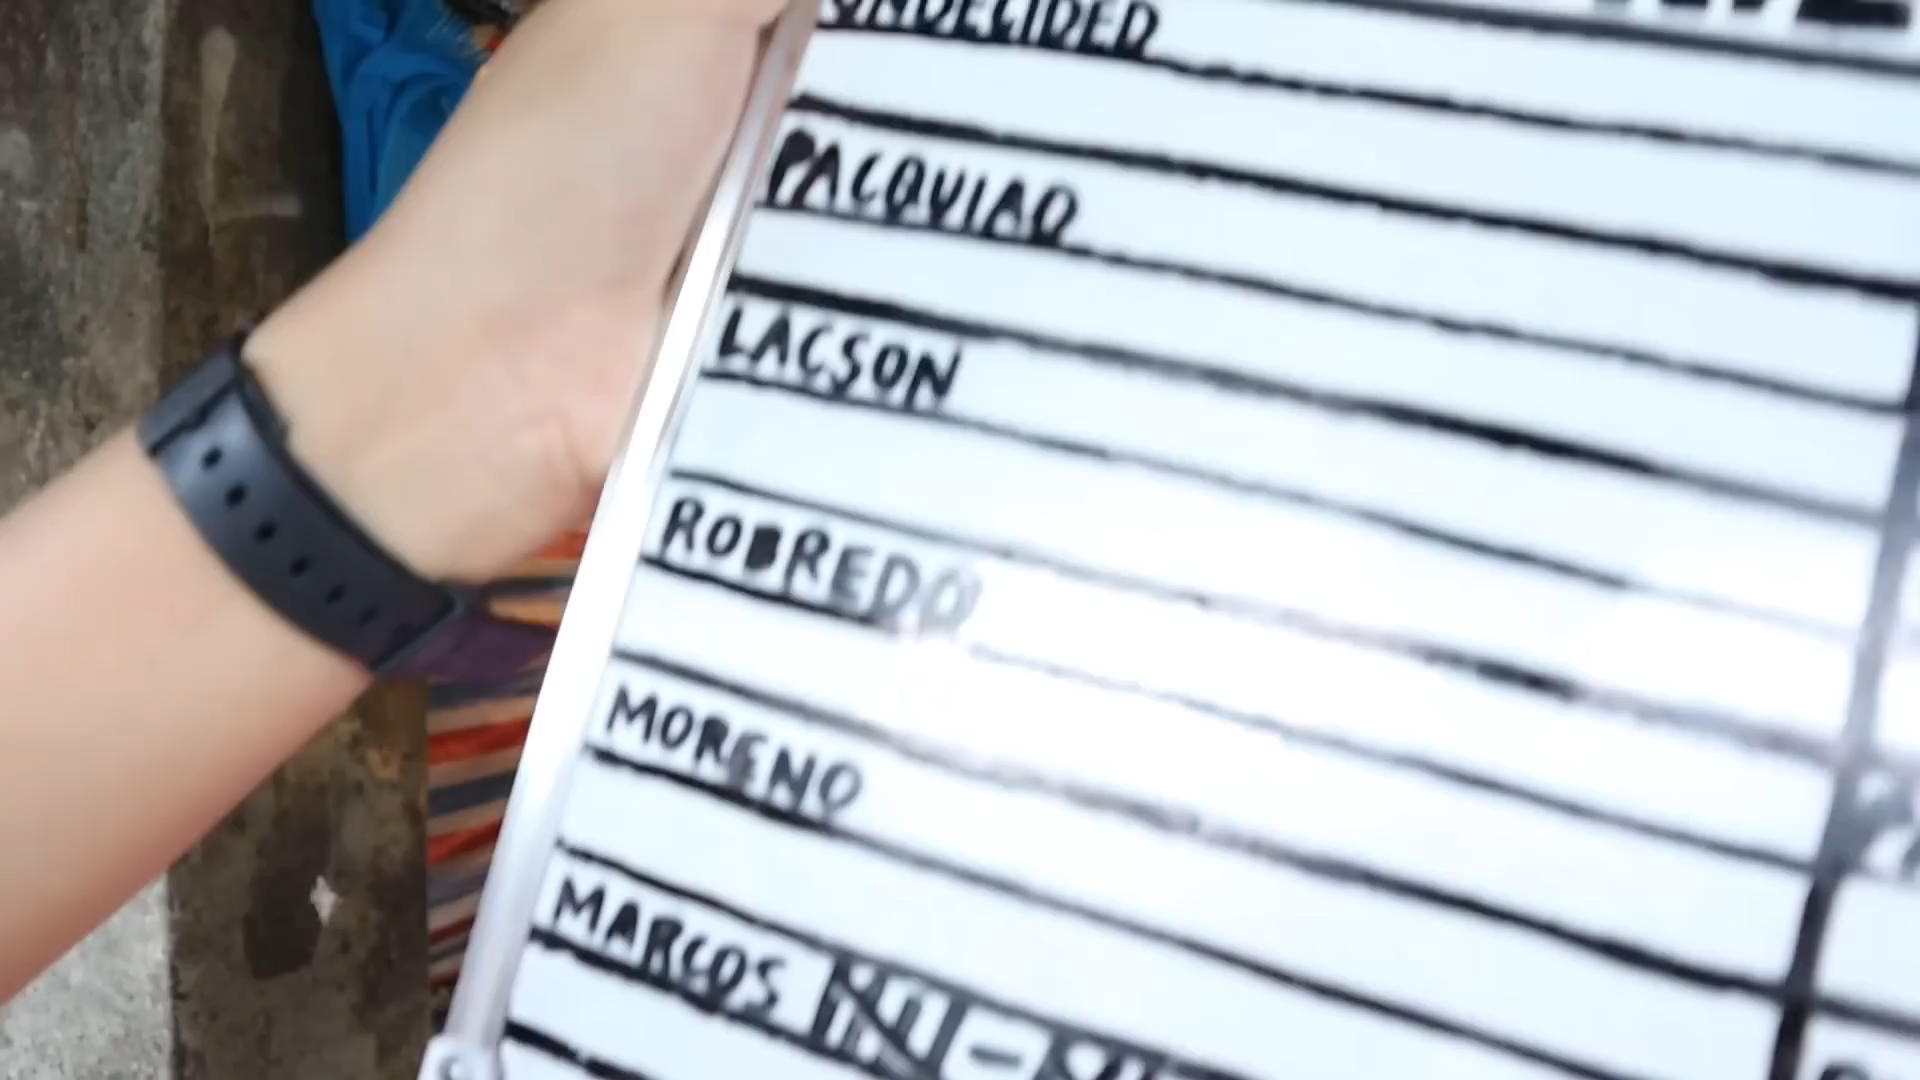 UNDECIDED
PACQUIAO
LACSON
ROBREDO
MORENO
MARCOS